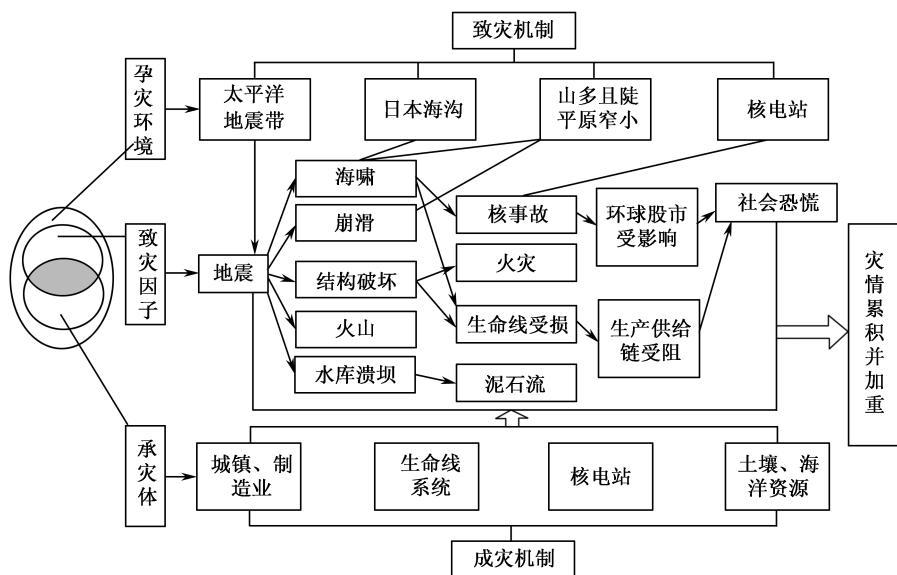 致灾机制
孕灾环境
太平洋
地震带
日本海沟
山多且陡
平原窄小
核电站
海啸
崩滑
核事故
环球股市
受影响
社会恐慌
致灾因子
地震
结构破坏
火灾
火山
生命线受损
生产供给
链受阻
水库溃坝
泥石流
灾情累积并加重
承灾体
城镇、制
造业
生命线
系统
核电站
土壤、海
洋资源
成灾机制